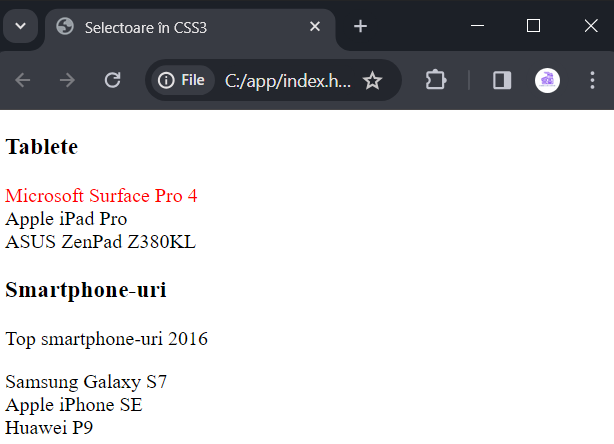 Selectoare în CSS3
File C:/app/index.h...
Tablete
Microsoft Surface Pro 4
Apple iPad Pro
ASUS ZenPad Z380KL
Smartphone-uri
Top smartphone-uri 2016
Samsung Galaxy S7
Apple iPhone SE
Huawei P9